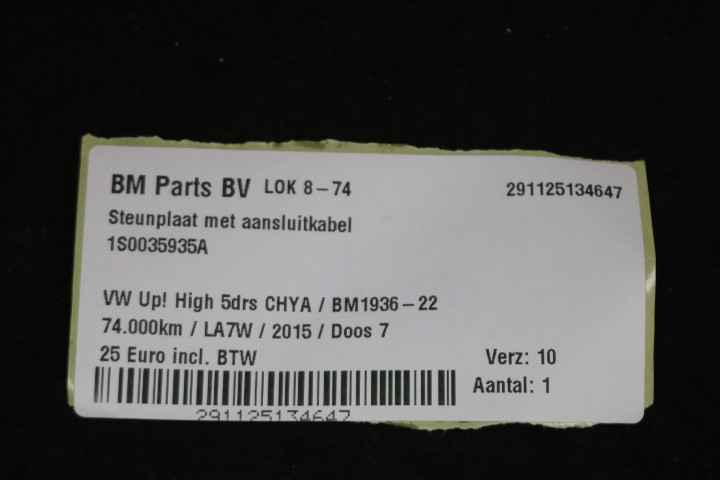 BM Parts BV LOK 8-74 291125134647
Steunplaat met aansluitkabel
1S0035935A
VW Up! High 5drs CHYA / BM1936-22
74.000km / LA7W / 2015 / Doos 7
25 Euro incl. BTW Verz: 10
Aantal: 1
291125134647